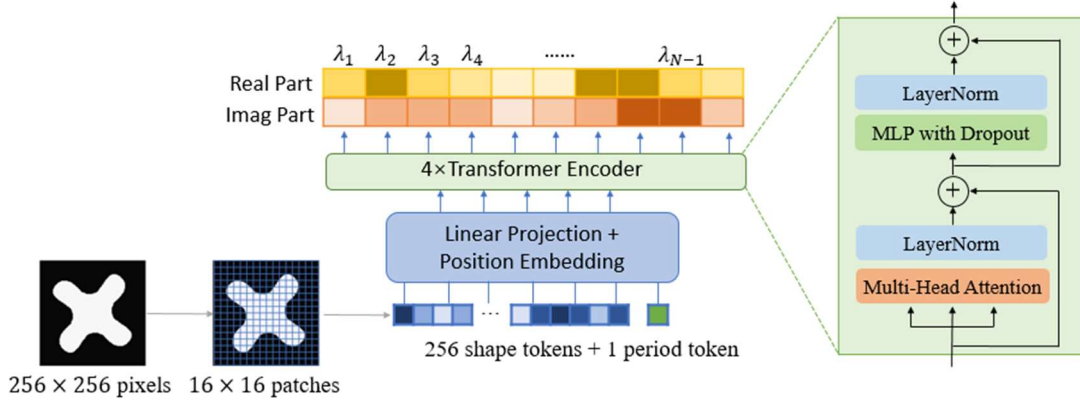 λ1 λ2 λ3 λ4 ...... λN−1
Real Part
Imag Part
4×Transformer Encoder
Linear Projection +
Position Embedding
...
256 shape tokens + 1 period token
256 × 256 pixels
16 × 16 patches
+
LayerNorm
MLP with Dropout
+
LayerNorm
Multi-Head Attention